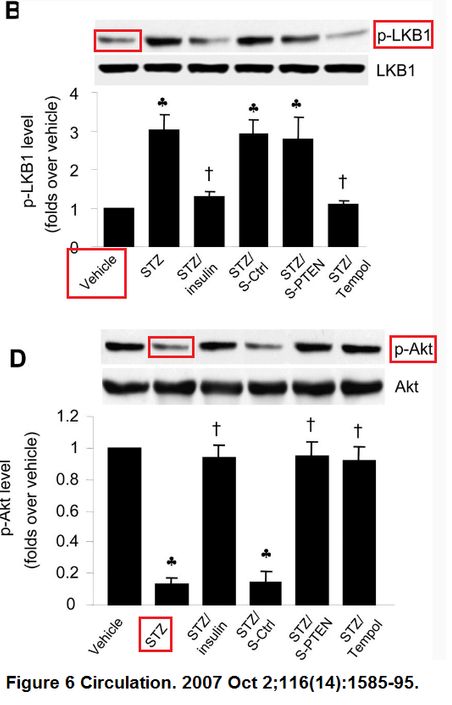 B
p-LKB1
LKB1
p-LKB1 level
(folds over vehicle)
4
3
2
1
0
♣
†
♣
♣
†
Vehicle
STZ
STZ/
insulin
STZ/
S-Ctrl
STZ/
S-PTEN
STZ/
Tempol
D
p-Akt
Akt
p-Akt level
(folds over vehicle)
1.2
1
0.8
0.6
0.4
0.2
0
♣
†
♣
†
†
Vehicle
STZ
STZ/
insulin
STZ/
S-Ctrl
STZ/
S-PTEN
STZ/
Tempol
Figure 6 Circulation. 2007 Oct 2;116(14):1585-95.